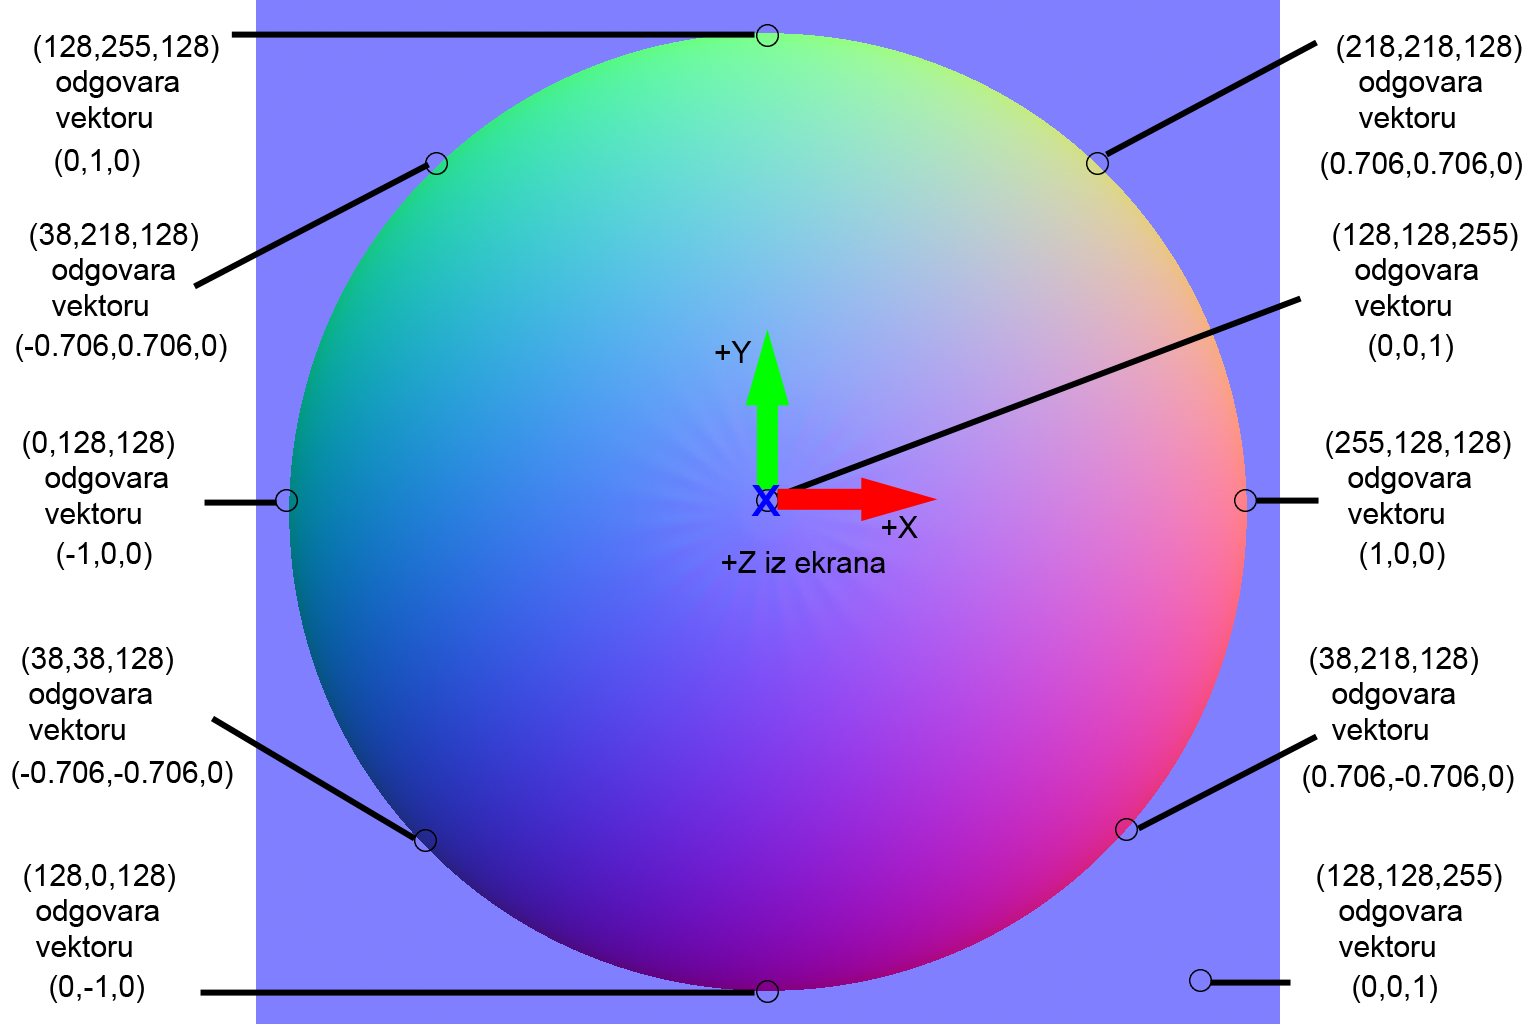 (128,255,128)
odgovara
vektoru
(0,1,0)
(38,218,128)
odgovara
vektoru
(-0.706,0.706,0)
(0,128,128)
odgovara
vektoru
(-1,0,0)
(38,38,128)
odgovara
vektoru
(-0.706,-0.706,0)
(128,0,128)
odgovara
vektoru
(0,-1,0)
+Y
X
+X
+Z iz ekrana
(218,218,128)
odgovara
vektoru
(0.706,0.706,0)
(128,128,255)
odgovara
vektoru
(0,0,1)
(255,128,128)
odgovara
vektoru
(1,0,0)
(38,218,128)
odgovara
vektoru
(0.706,-0.706,0)
(128,128,255)
odgovara
vektoru
(0,0,1)